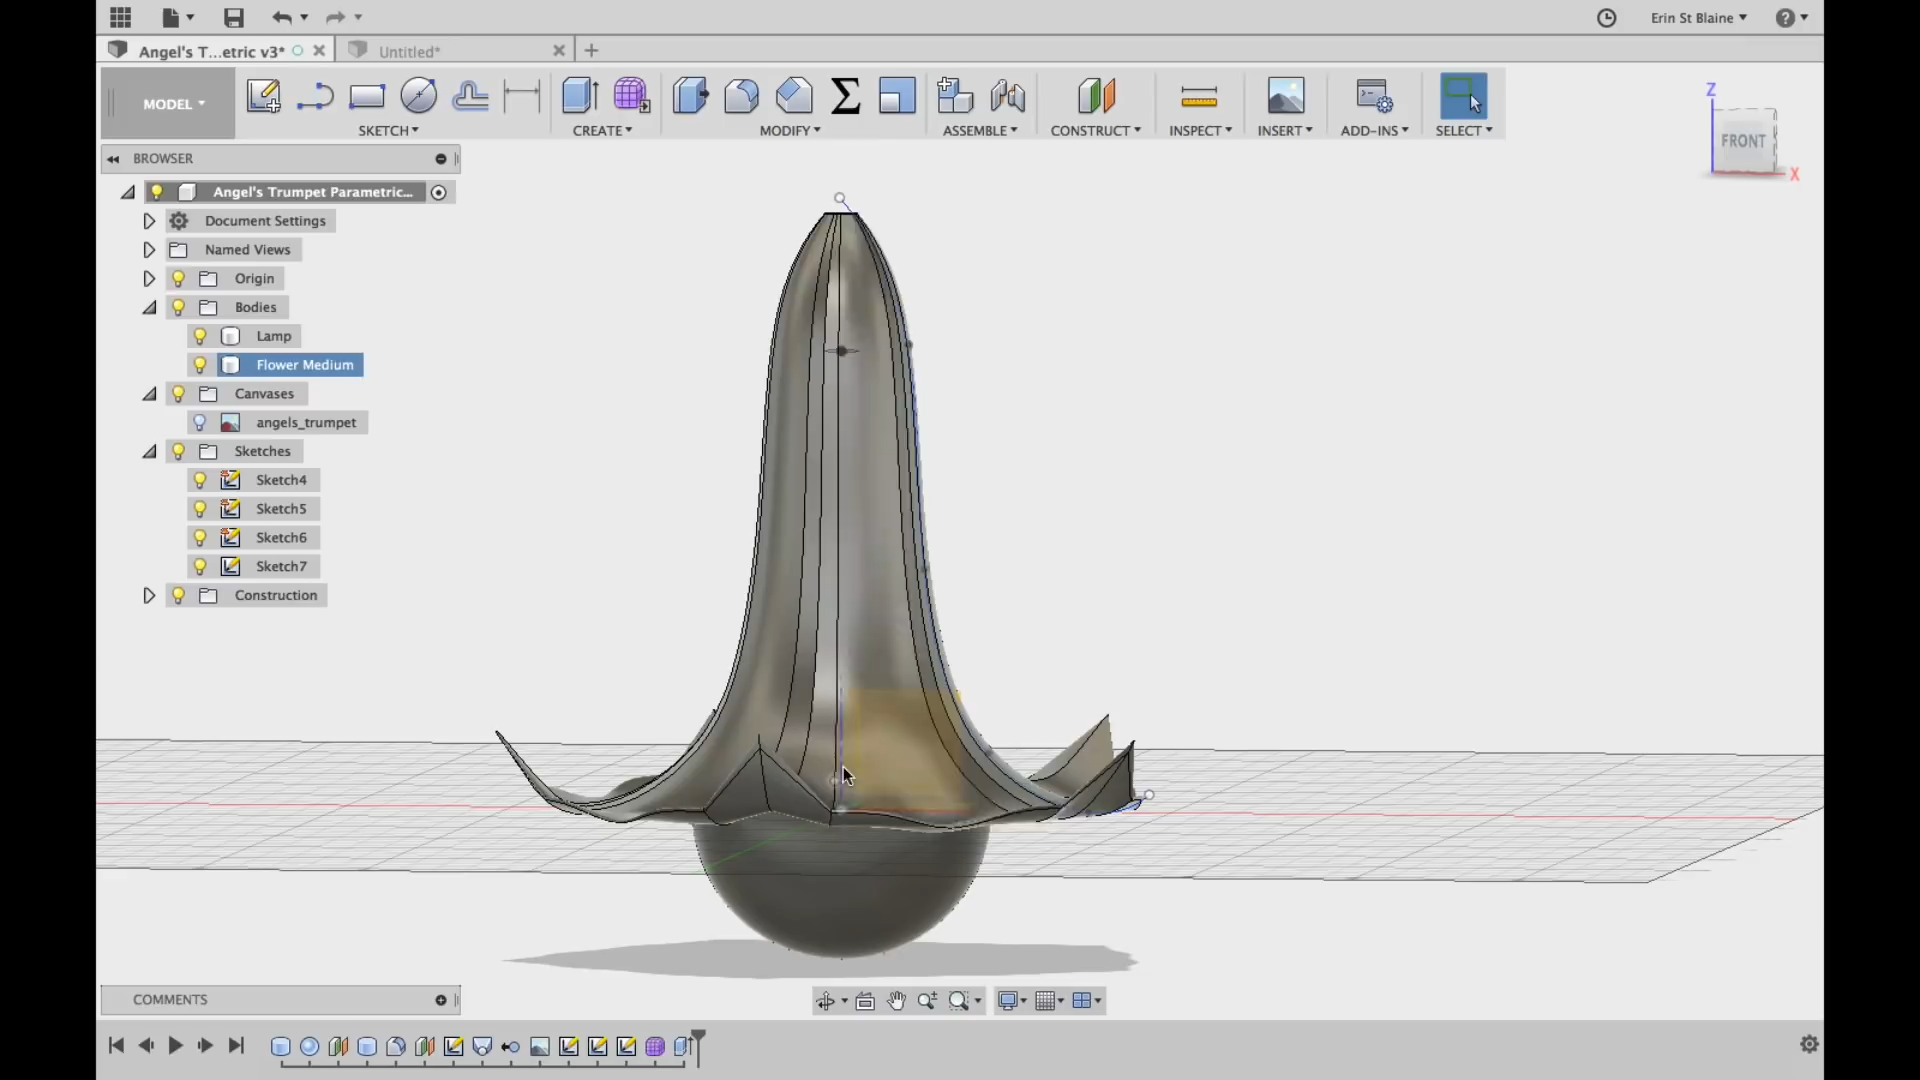 Erin St Blaine
?
Angel's T...etric v3*
Untitled*
MODEL
SKETCH
CREATE
MODIFY
ASSEMBLE
CONSTRUCT
INSPECT
INSERT
ADD-INS
SELECT
Z
FRONT
X
BROWSER
Angel's Trumpet Parametric...
Document Settings
Named Views
Origin
Bodies
Lamp
Flower Medium
Canvases
angels_trumpet
Sketches
Sketch4
Sketch5
Sketch6
Sketch7
Construction
COMMENTS